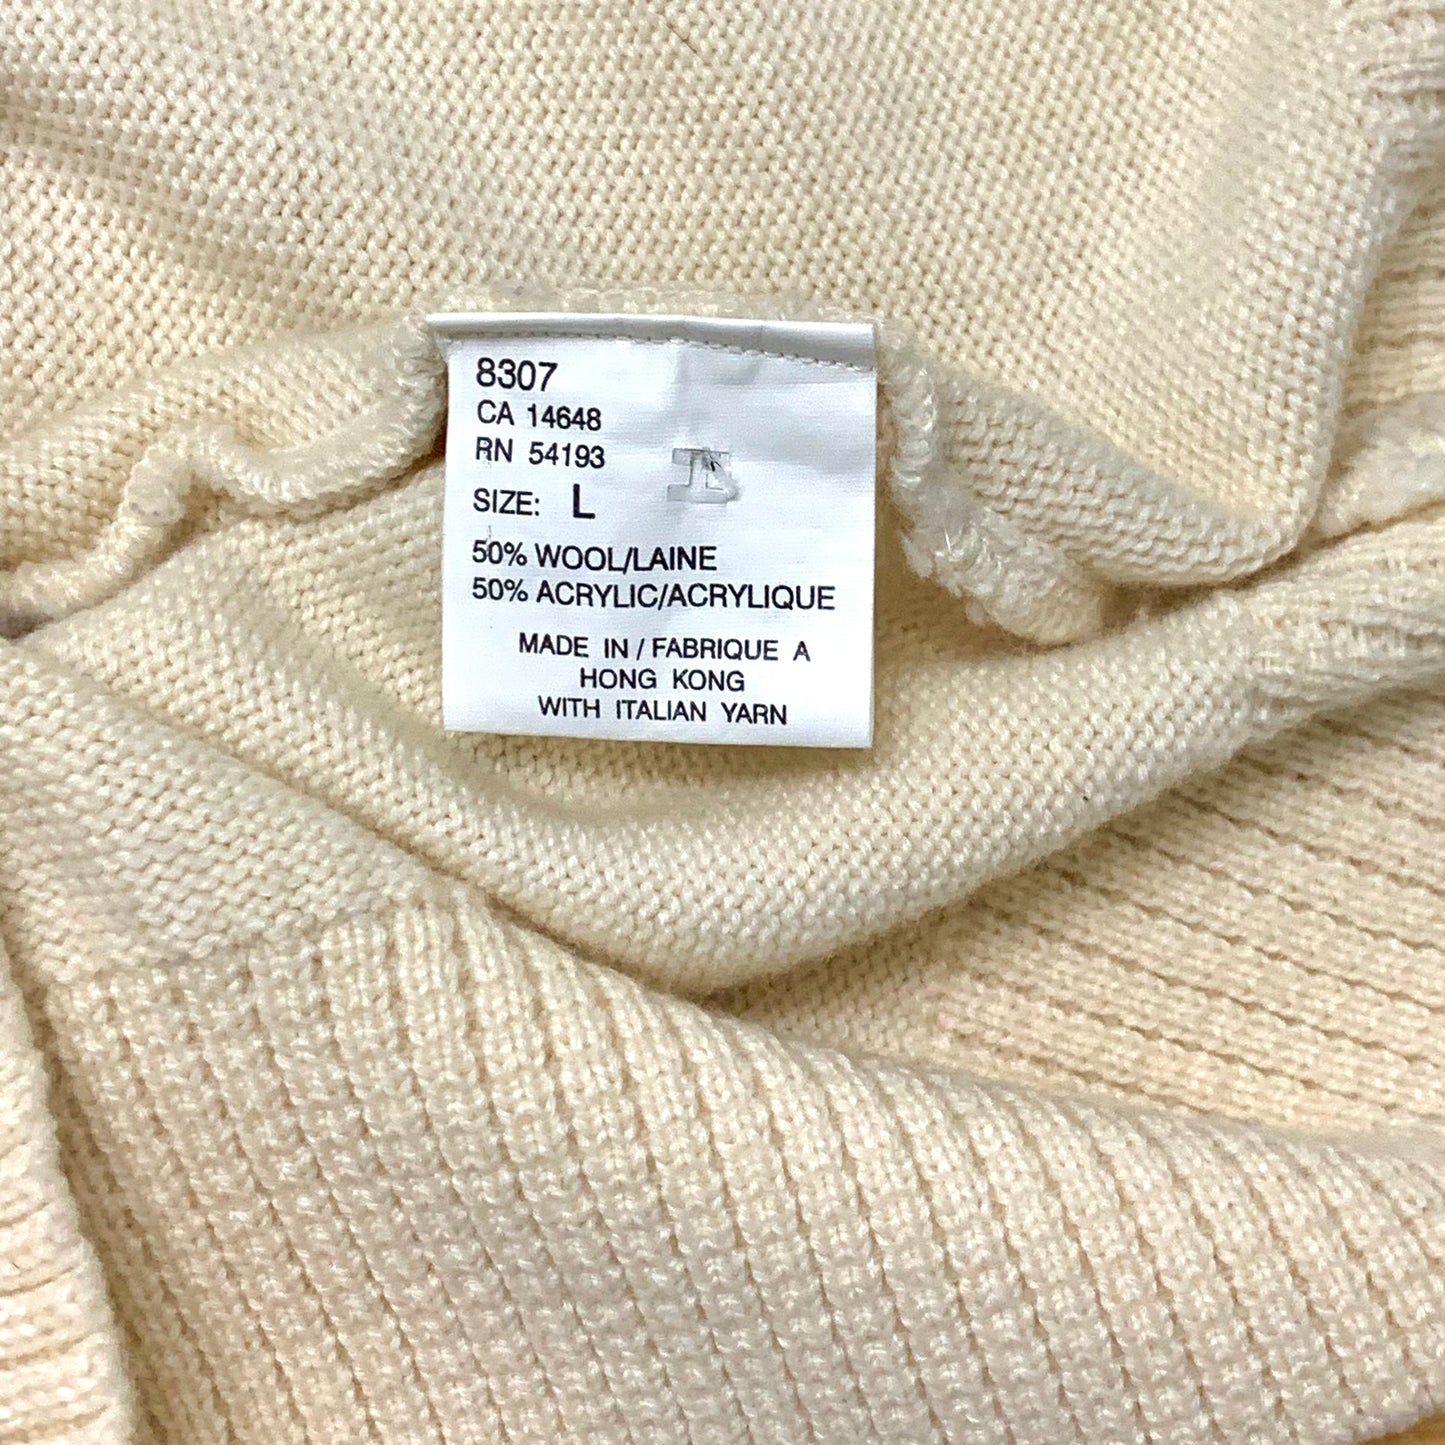 8307
CA 14648
RN 54193
SIZE: L
50% WOOL/LAINE
50% ACRYLIC/ACRYLIQUE
MADE IN / FABRIQUE A
HONG KONG
WITH ITALIAN YARN